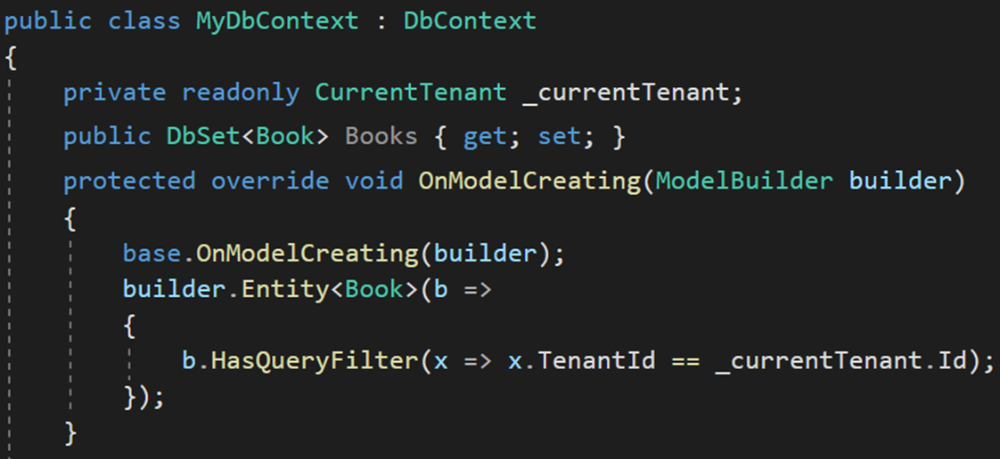 public class MyDbContext : DbContext
{
private readonly CurrentTenant _currentTenant;
public DbSet<Book> Books { get; set; }
protected override void OnModelCreating(ModelBuilder builder)
{
base.OnModelCreating(builder);
builder.Entity<Book>(b =>
{
b.HasQueryFilter(x => x.TenantId == _currentTenant.Id);
});
}